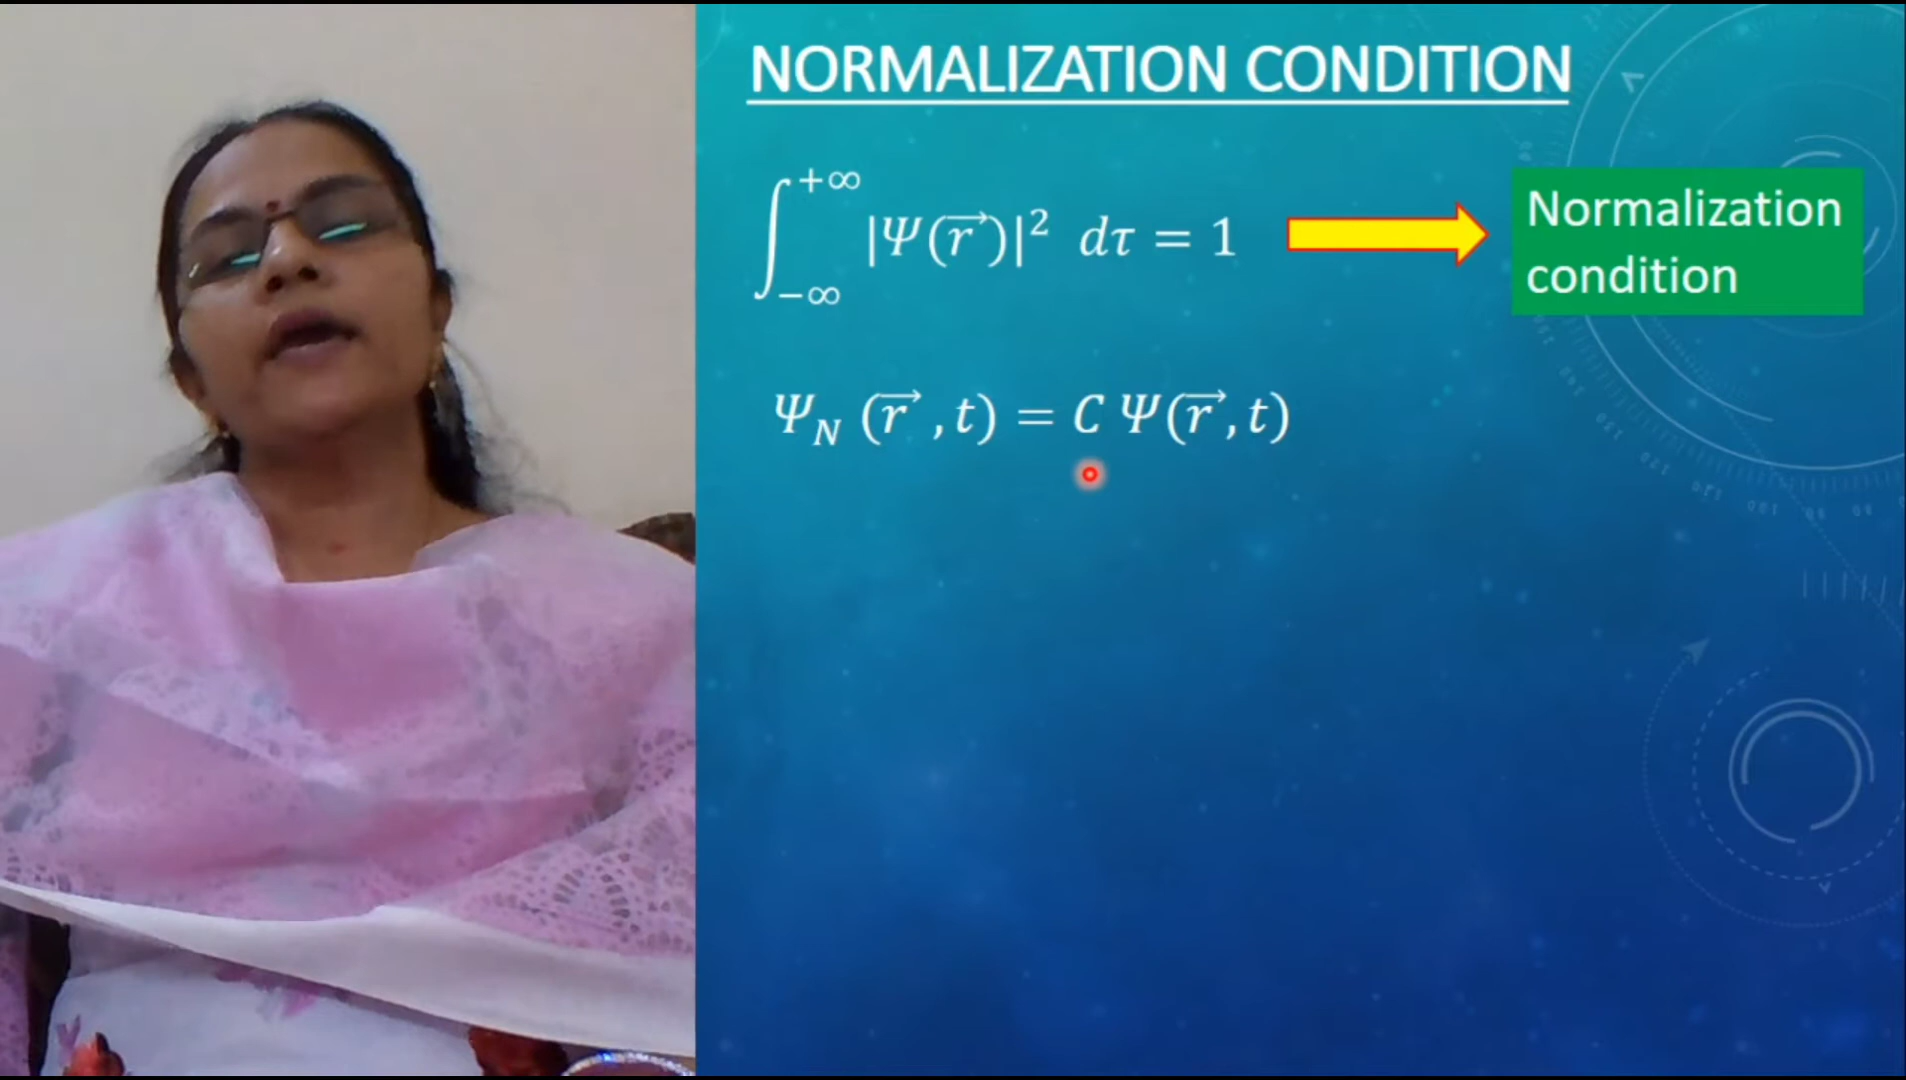 NORMALIZATION CONDITION
∫_{-∞}^{+∞} |Ψ(r⃗)|² dτ = 1
Normalization
condition
Ψ_N (r⃗ , t) = C Ψ(r⃗, t)